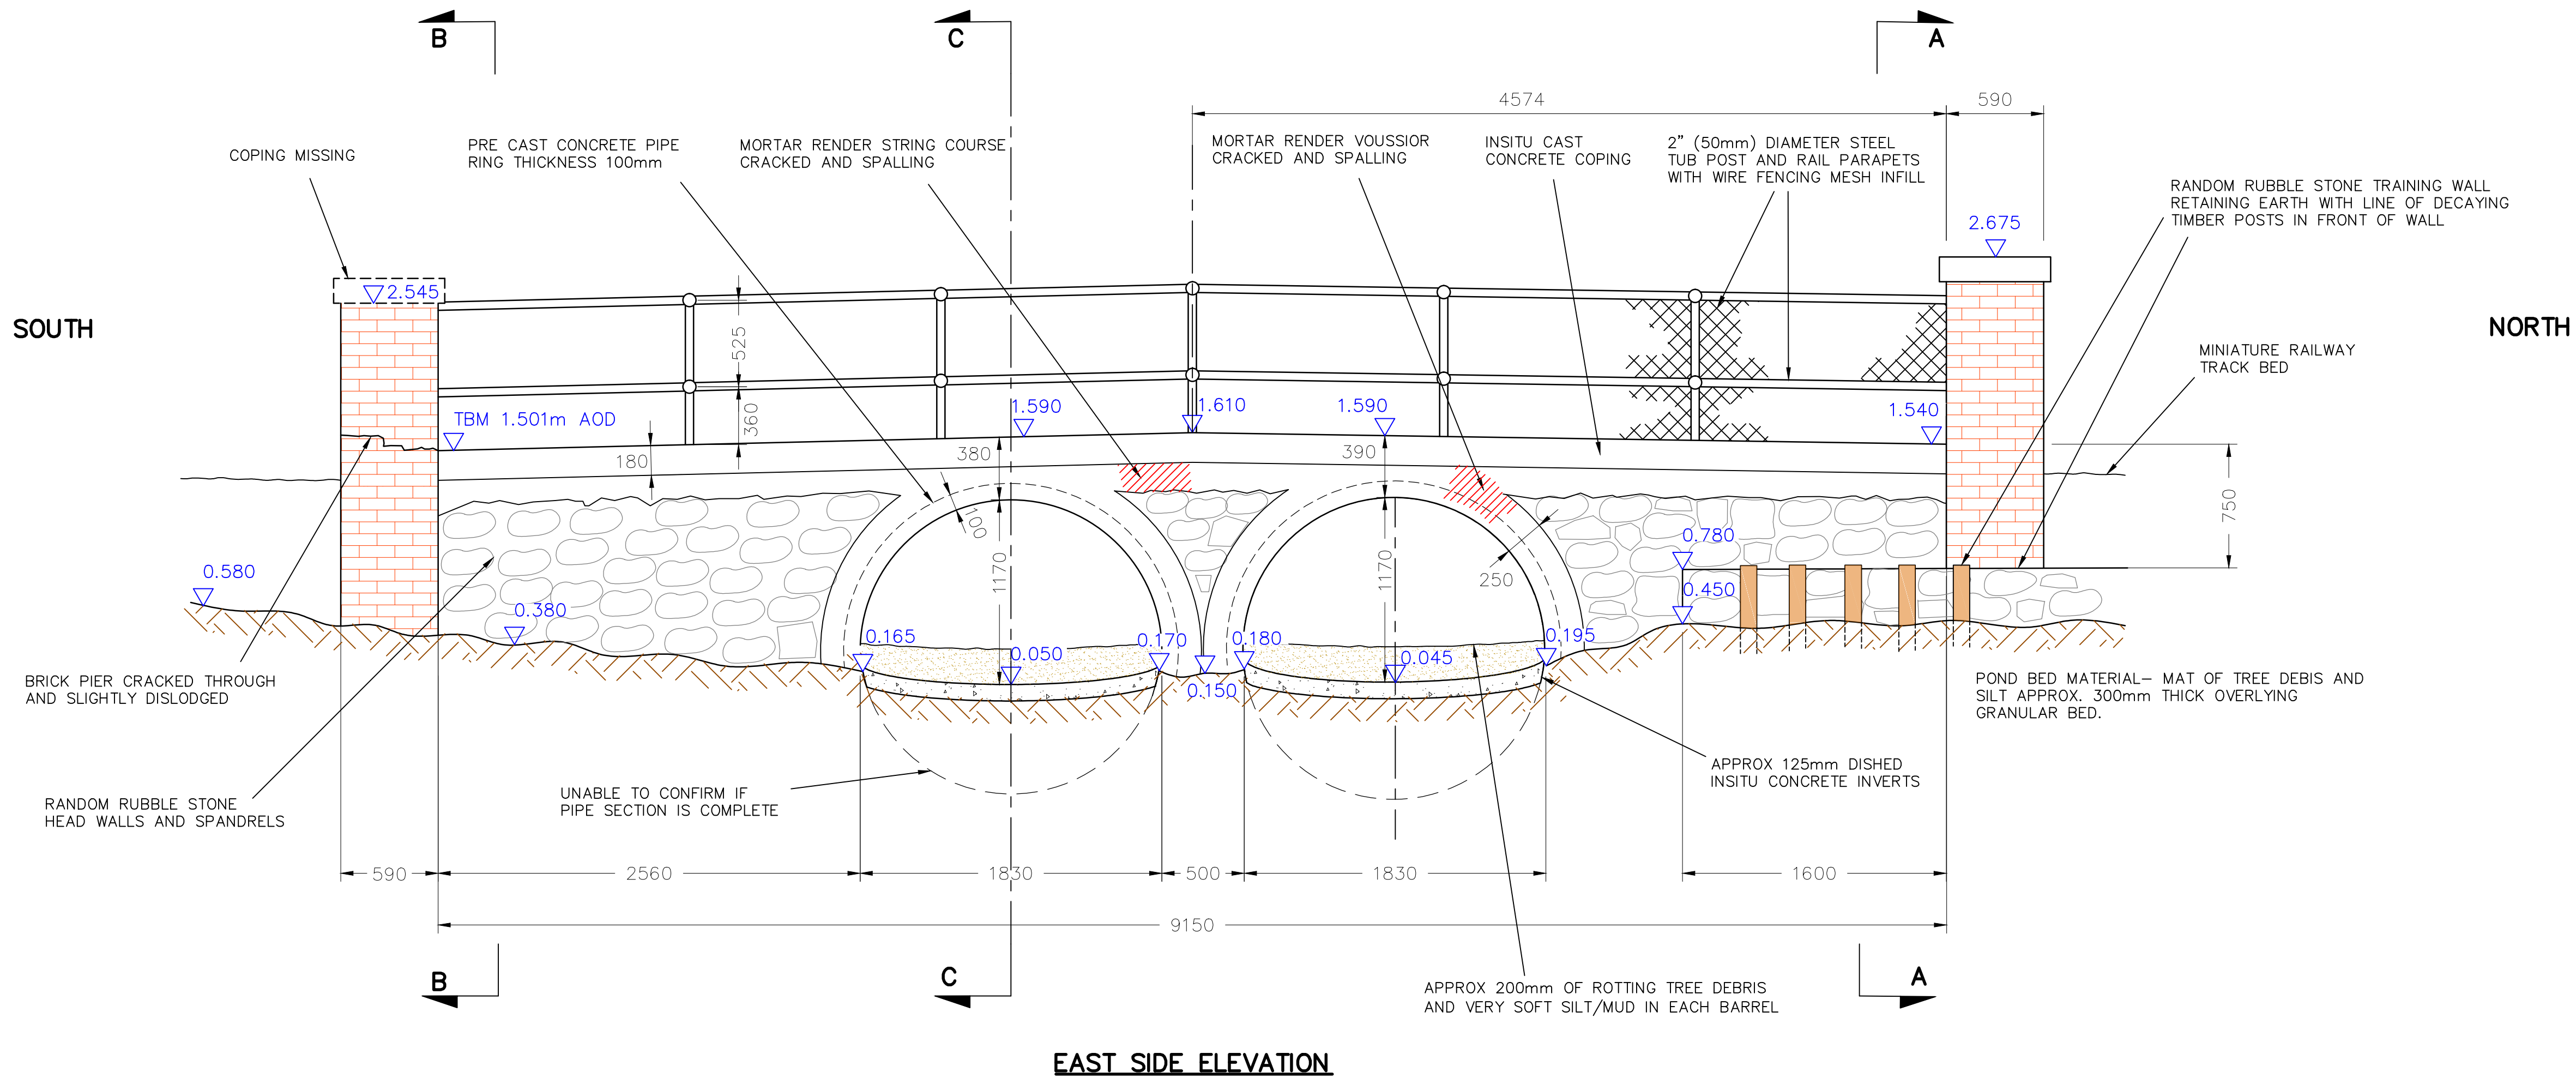 B
C
A
4574
590
COPING MISSING
PRE CAST CONCRETE PIPE
RING THICKNESS 100mm
MORTAR RENDER STRING COURSE
CRACKED AND SPALLING
MORTAR RENDER VOUSSIOR
CRACKED AND SPALLING
INSITU CAST
CONCRETE COPING
2" (50mm) DIAMETER STEEL
TUB POST AND RAIL PARAPETS
WITH WIRE FENCING MESH INFILL
RANDOM RUBBLE STONE TRAINING WALL
RETAINING EARTH WITH LINE OF DECAYING
TIMBER POSTS IN FRONT OF WALL
2.675
2.545
SOUTH
NORTH
525
MINIATURE RAILWAY
TRACK BED
360
TBM 1.501m AOD
1.590
1.610
1.590
1.540
180
380
390
100
750
0.780
1170
1170
250
0.580
0.450
0.380
0.165
0.170
0.180
0.195
0.050
0.045
0.150
BRICK PIER CRACKED THROUGH
AND SLIGHTLY DISLODGED
POND BED MATERIAL- MAT OF TREE DEBIS AND
SILT APPROX. 300mm THICK OVERLYING
GRANULAR BED.
APPROX 125mm DISHED
INSITU CONCRETE INVERTS
UNABLE TO CONFIRM IF
PIPE SECTION IS COMPLETE
RANDOM RUBBLE STONE
HEAD WALLS AND SPANDRELS
590
2560
1830
500
1830
1600
9150
B
C
A
APPROX 200mm OF ROTTING TREE DEBRIS
AND VERY SOFT SILT/MUD IN EACH BARREL
EAST SIDE ELEVATION